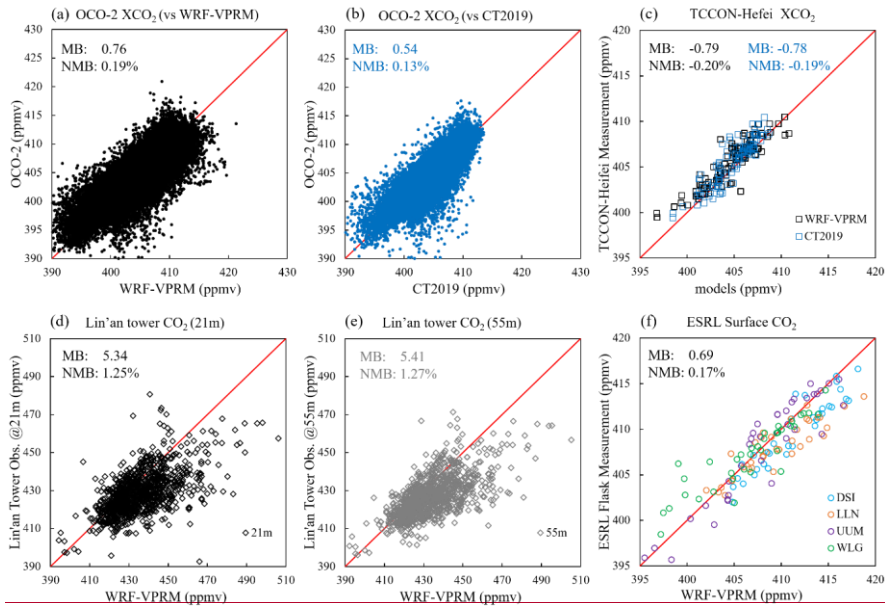 (a) OCO-2 XCO₂ (vs WRF-VPRM)
MB: 0.76
NMB: 0.19%
OCO-2 (ppmv)
420
415
410
405
400
395
390
390 400 410 420 430
WRF-VPRM (ppmv)
(b) OCO-2 XCO₂ (vs CT2019)
MB: 0.54
NMB: 0.13%
OCO-2 (ppmv)
430
425
420
415
410
405
400
395
390
390 400 410 420 430
CT2019 (ppmv)
(c) TCCON-Hefei XCO₂
MB: -0.79 MB: -0.78
NMB: -0.20% NMB: -0.19%
TCCON-Heifei Measurement (ppmv)
420
415
410
405
400
395
WRF-VPRM
CT2019
395 400 405 410 415 420
models (ppmv)
(d) Lin'an tower CO₂ (21m)
MB: 5.34
NMB: 1.25%
Lin'an Tower Obs. @21m (ppmv)
510
490
470
450
430
410
390
21m
390 410 430 450 470 490 510
WRF-VPRM (ppmv)
(e) Lin'an tower CO₂ (55m)
MB: 5.41
NMB: 1.27%
Lin'an Tower Obs. @55m (ppmv)
510
490
470
450
430
410
390
55m
390 410 430 450 470 490 510
WRF-VPRM (ppmv)
(f) ESRL Surface CO₂
MB: 0.69
NMB: 0.17%
ESRL Flask Measurement (ppmv)
420
415
410
405
400
395
DSI
LLN
UUM
WLG
395 400 405 410 415 420
WRF-VPRM (ppmv)